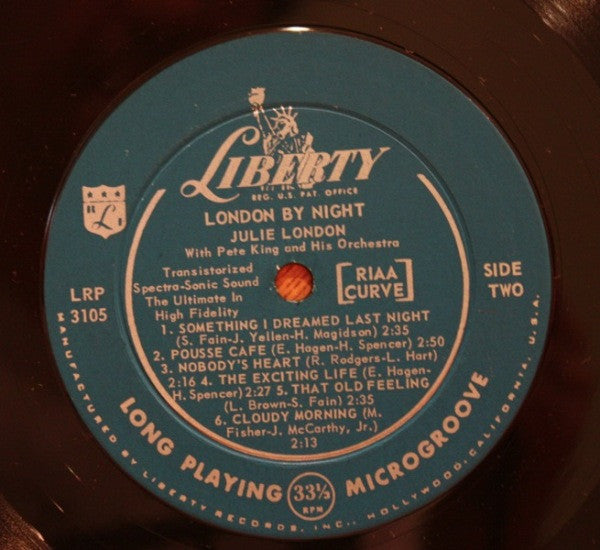 LIBERTY
REG. U.S. PAT. OFFICE
LONDON BY NIGHT
JULIE LONDON
With Pete King and His Orchestra
"L"
LRP
3105
Transistorized
Spectra-Sonic Sound
The Ultimate In
High Fidelity
RIAA
CURVE
SIDE
TWO
1. SOMETHING I DREAMED LAST NIGHT
(S. Fain-J. Yellen-H. Magidson) 2:35
2. POUSSE CAFE (E. Hagen-H. Spencer) 2:50
3. NOBODY'S HEART (R. Rodgers-L. Hart)
2:16 4. THE EXCITING LIFE (E. Hagen-
H. Spencer)2:27 5. THAT OLD FEELING
(L. Brown-S. Fain) 2:35
6. CLOUDY MORNING (M.
Fisher-J. McCarthy, Jr.)
2:13
LONG PLAYING 33⅓ RPM MICROGROOVE
MANUFACTURED BY LIBERTY RECORDS, INC., HOLLYWOOD, CALIFORNIA, U.S.A.